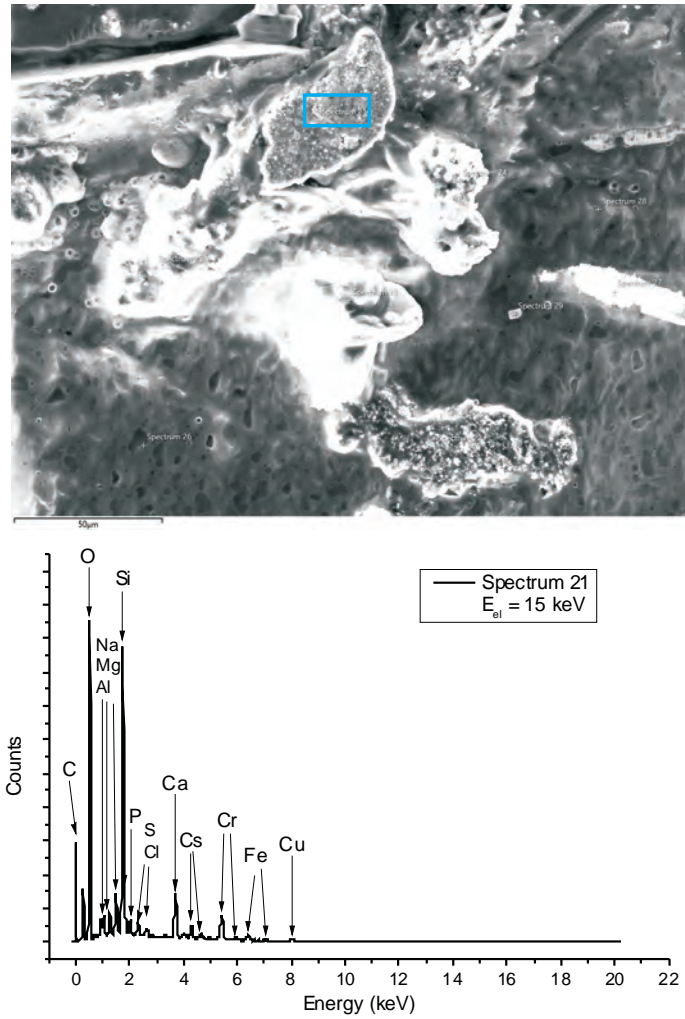 Spectrum 28
Spectrum 29
Spectrum 26
50μm
O
Si
Na
Mg
Al
C
P
S
Cl
Ca
Cs
Cr
Fe
Cu
Spectrum 21
E_el = 15 keV
Counts
0 2 4 6 8 10 12 14 16 18 20 22
Energy (keV)